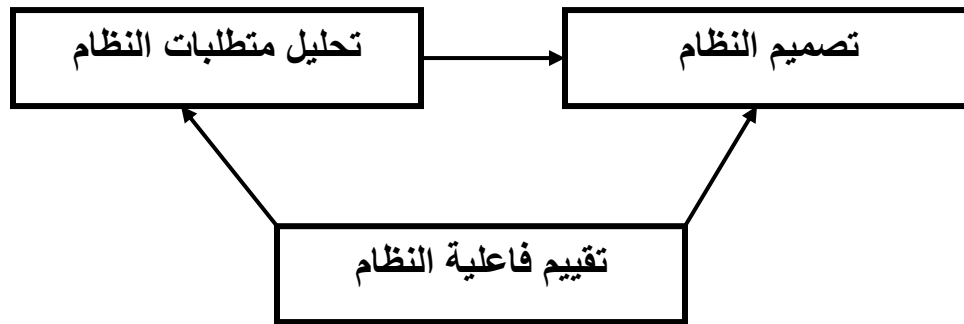 تصميم النظام
تحليل متطلبات النظام
تقييم فاعلية النظام